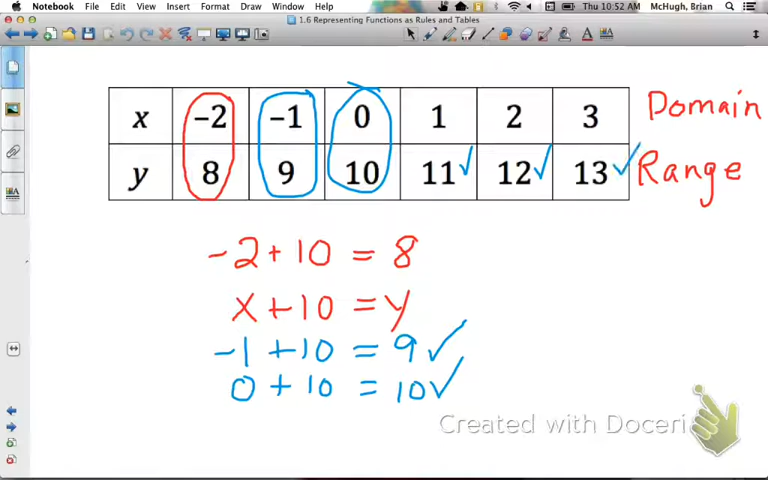 Notebook File Edit View Insert Format Draw Window Help Thu 10:52 AM McHugh, Brian
1.6 Representing Functions as Rules and Tables
x −2 −1 0 1 2 3 Domain
y 8 9 10 11✓ 12✓ 13✓ Range
-2 + 10 = 8
x + 10 = y
-1 + 10 = 9 ✓
0 + 10 = 10 ✓
Created with Doceri